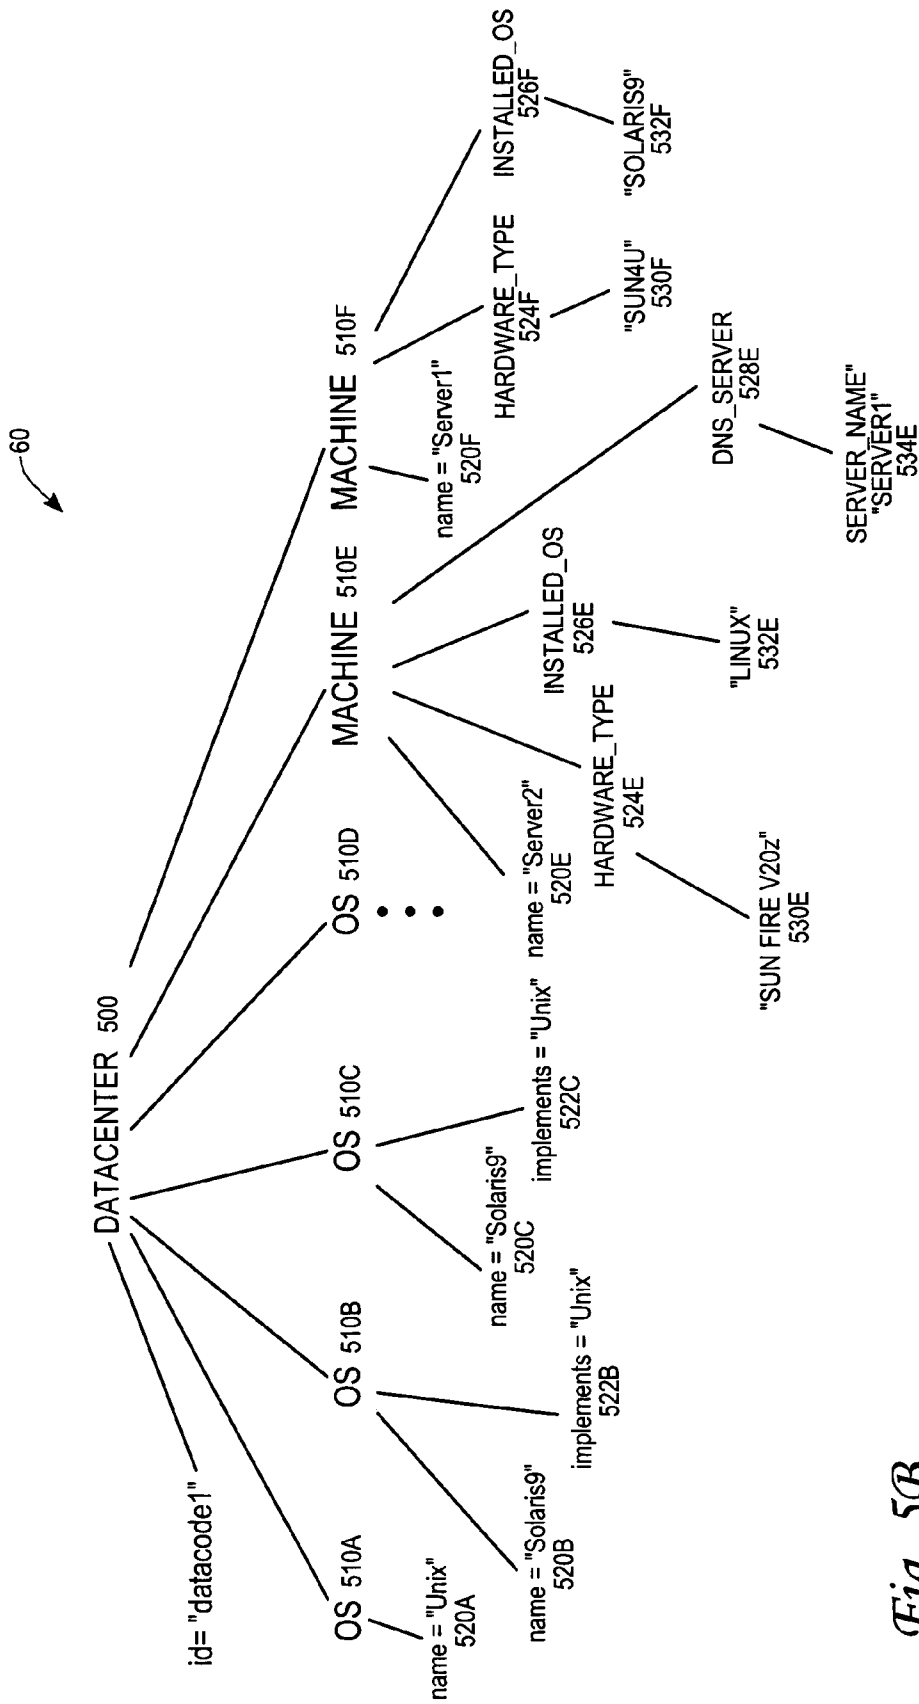 60
DATACENTER 500
id= "datacode1"
OS 510A
name = "Unix"
520A
OS 510B
name = "Solaris9"
520B
implements = "Unix"
522B
OS 510C
name = "Solaris9"
520C
implements = "Unix"
522C
OS 510D
MACHINE 510E
name = "Server2"
520E
HARDWARE_TYPE
524E
"SUN FIRE V20z"
530E
INSTALLED_OS
526E
"LINUX"
532E
DNS_SERVER
528E
SERVER_NAME"
"SERVER1"
534E
MACHINE 510F
name = "Server1"
520F
HARDWARE_TYPE
524F
"SUN4U"
530F
INSTALLED_OS
526F
"SOLARIS9"
532F
Fig. 5B